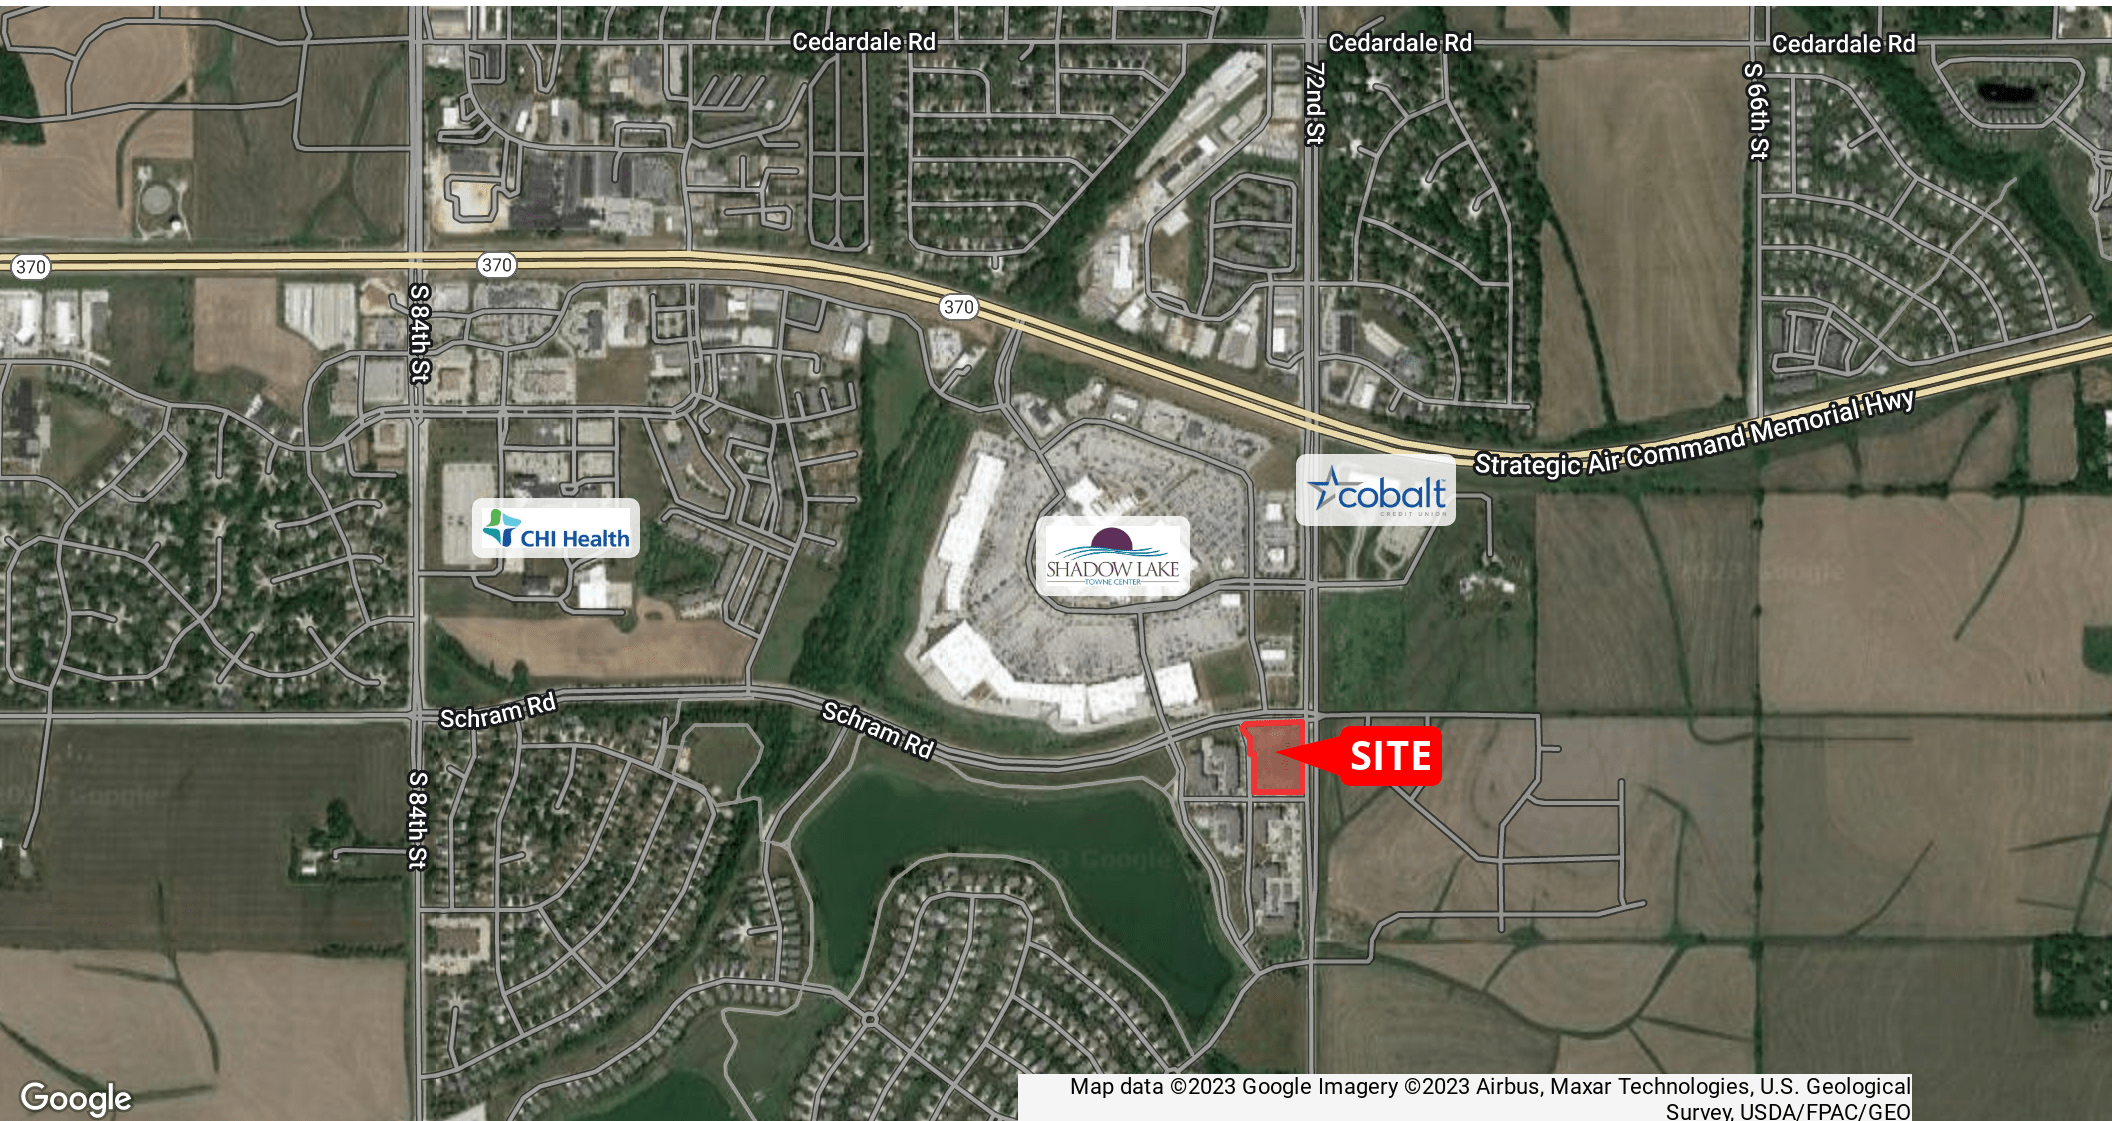 Cedardale Rd
Cedardale Rd
Cedardale Rd
72nd St
S 66th St
370
370
370
S 84th St
Strategic Air Command Memorial Hwy
cobalt
CREDIT UNION
CHI Health
SHADOW LAKE
TOWNE CENTER
Schram Rd
Schram Rd
SITE
S 84th St
Google
Map data ©2023 Google Imagery ©2023 Airbus, Maxar Technologies, U.S. Geological
Survey, USDA/FPAC/GEO